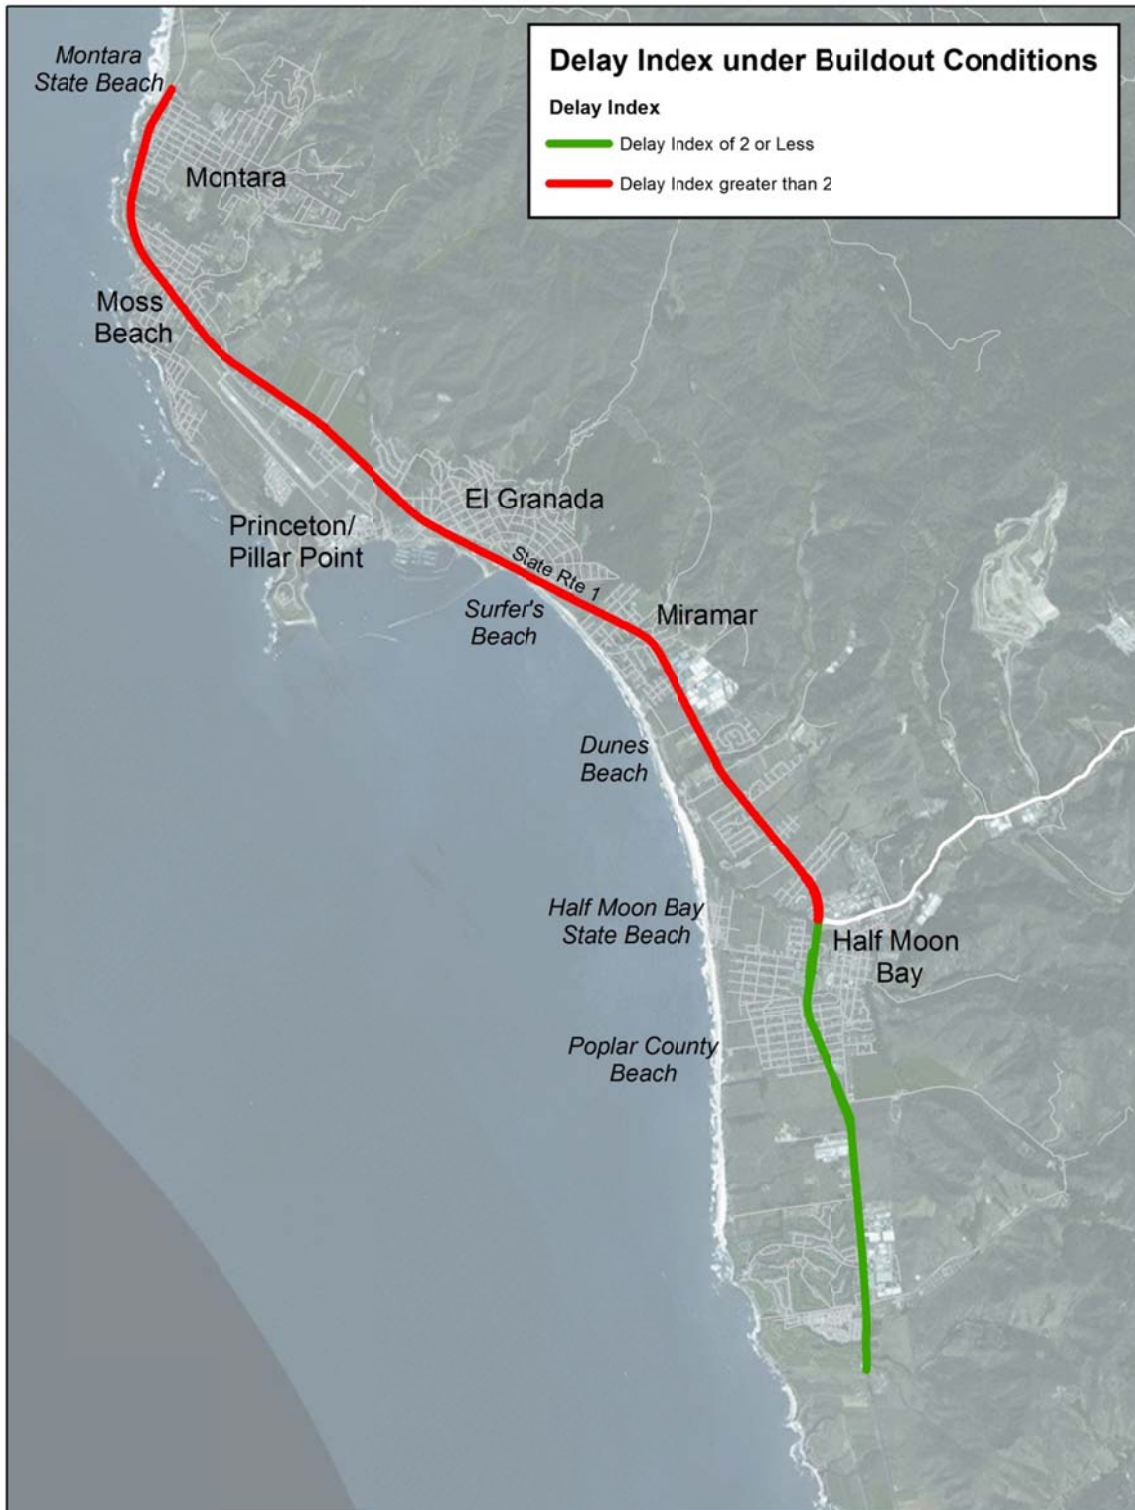 Montara
State Beach
Delay Index under Buildout Conditions
Delay Index
Delay Index of 2 or Less
Delay Index greater than 2
Montara
Moss
Beach
El Granada
Princeton/
Pillar Point
State Rte 1
Surfer's
Beach
Miramar
Dunes
Beach
Half Moon Bay
State Beach
Half Moon
Bay
Poplar County
Beach